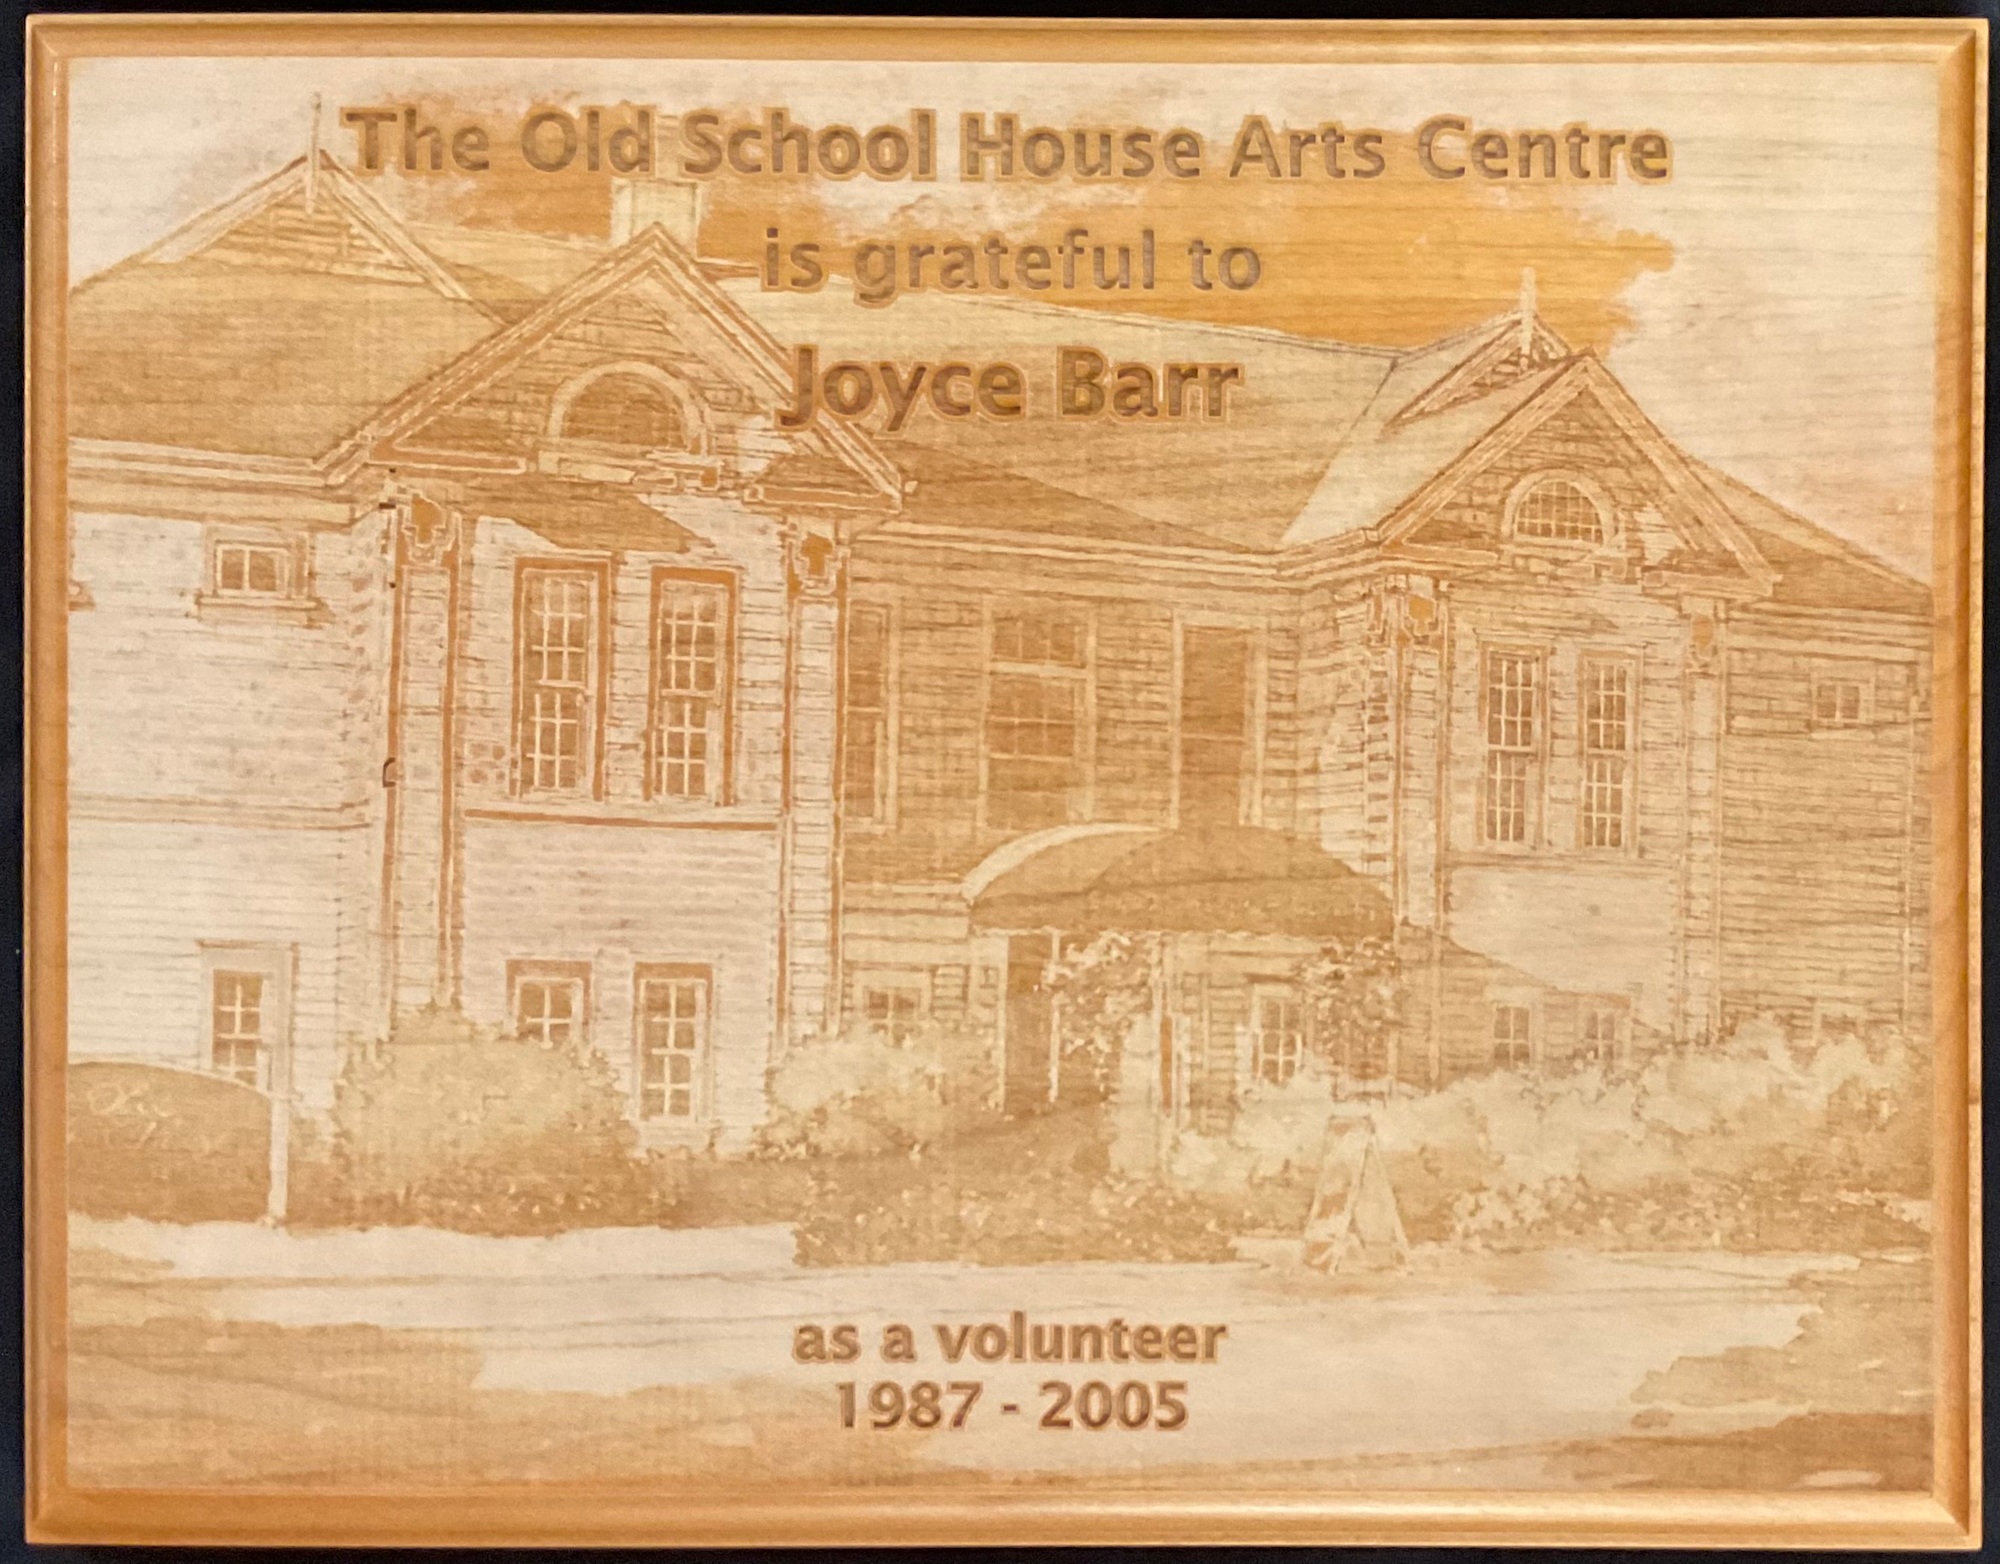 The Old School House Arts Centre
is grateful to
Joyce Barr
as a volunteer
1987 - 2005